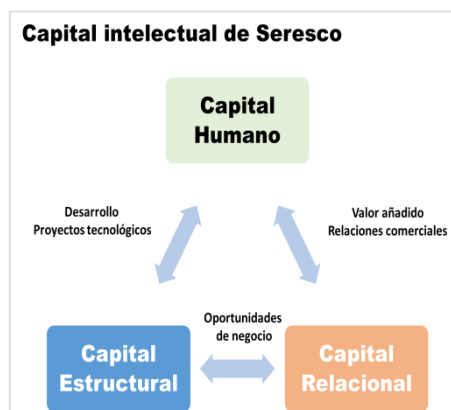 Capital intelectual de Seresco
Capital
Humano
Desarrollo
Proyectos tecnológicos
Valor añadido
Relaciones comerciales
Oportunidades
de negocio
Capital
Estructural
Capital
Relacional